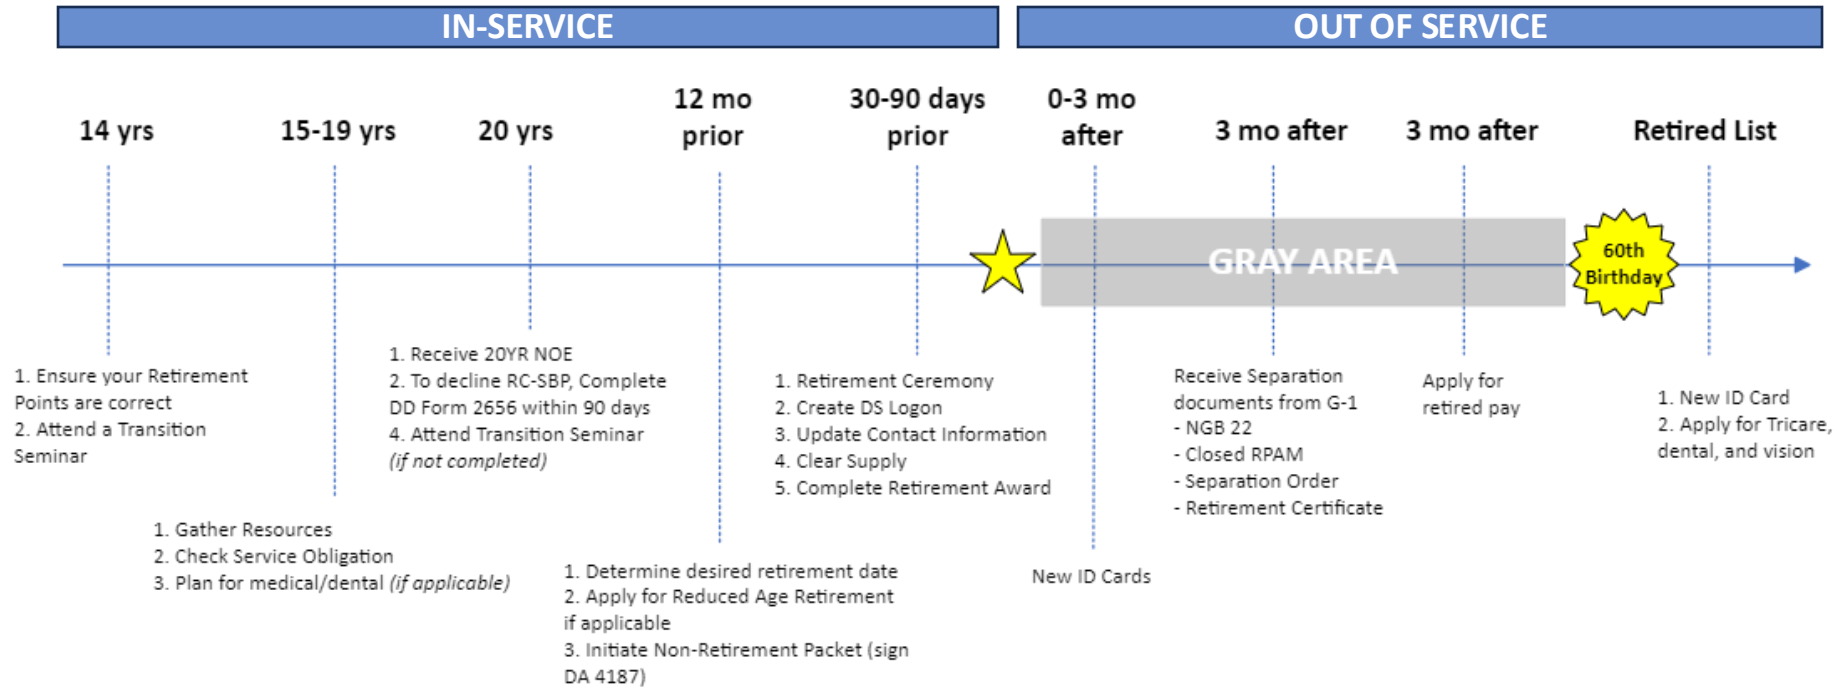 IN-SERVICE
OUT OF SERVICE
14 yrs
15-19 yrs
20 yrs
12 mo
prior
30-90 days
prior
0-3 mo
after
3 mo after
3 mo after
Retired List
GRAY AREA
60th
Birthday
1. Ensure your Retirement
Points are correct
2. Attend a Transition
Seminar
1. Gather Resources
2. Check Service Obligation
3. Plan for medical/dental (if applicable)
1. Receive 20YR NOE
2. To decline RC-SBP, Complete
DD Form 2656 within 90 days
4. Attend Transition Seminar
(if not completed)
1. Determine desired retirement date
2. Apply for Reduced Age Retirement
if applicable
3. Initiate Non-Retirement Packet (sign
DA 4187)
1. Retirement Ceremony
2. Create DS Logon
3. Update Contact Information
4. Clear Supply
5. Complete Retirement Award
New ID Cards
Receive Separation
documents from G-1
- NGB 22
- Closed RPAM
- Separation Order
- Retirement Certificate
Apply for
retired pay
1. New ID Card
2. Apply for Tricare,
dental, and vision